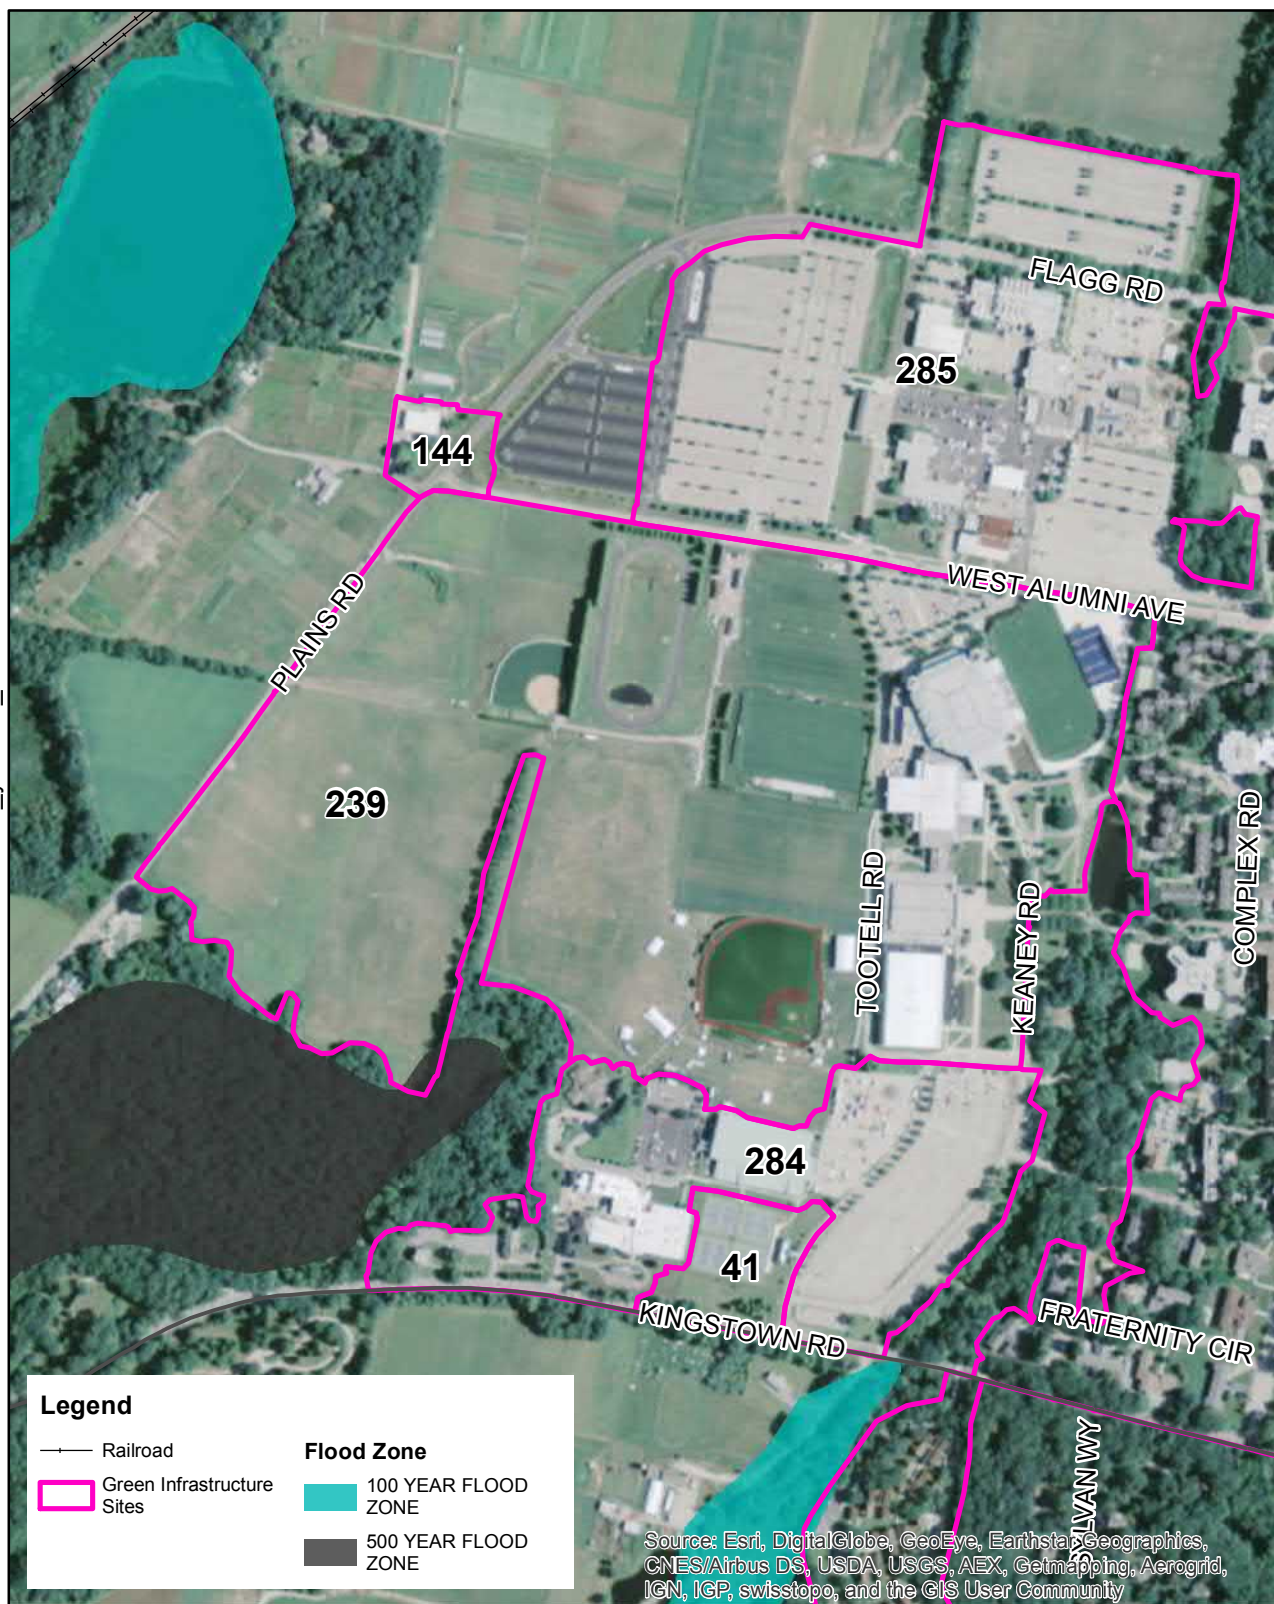 FLAGG RD
285
144
WEST ALUMNI AVE
PLAINS RD
239
COMPLEX RD
TOOTELL RD
KEANEY RD
284
41
KINGSTOWN RD
FRATERNITY CIR
SYLVAN WY
Legend
Railroad
Green Infrastructure
Sites
Flood Zone
100 YEAR FLOOD
ZONE
500 YEAR FLOOD
ZONE
Source: Esri, DigitalGlobe, GeoEye, Earthstar Geographics,
CNES/Airbus DS, USDA, USGS, AEX, Getmapping, Aerogrid,
IGN, IGP, swisstopo, and the GIS User Community